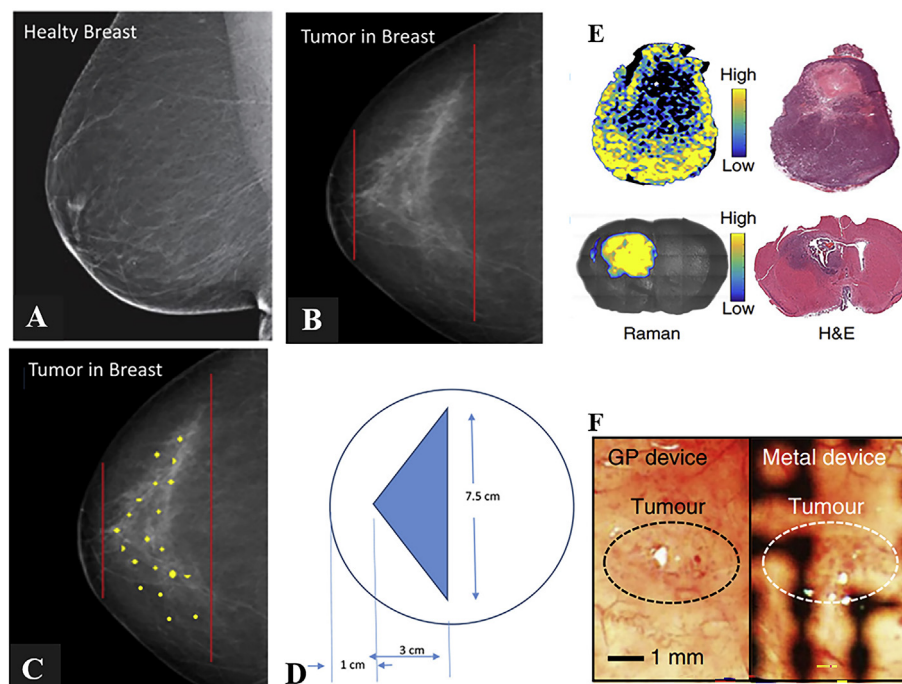 Healty Breast
A
Tumor in Breast
B
Tumor in Breast
C
7.5 cm
3 cm
1 cm
D
E
High
Low
High
Low
Raman
H&E
F
GP device
Metal device
Tumour
Tumour
1 mm